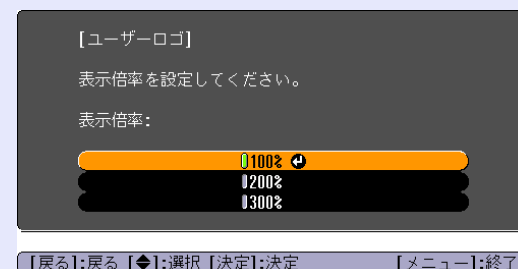 [ユーザーロゴ]
表示倍率を設定してください。
表示倍率:
100%
200%
300%
[戻る]:戻る [◆]:選択 [決定]:決定 [メニュー]:終了